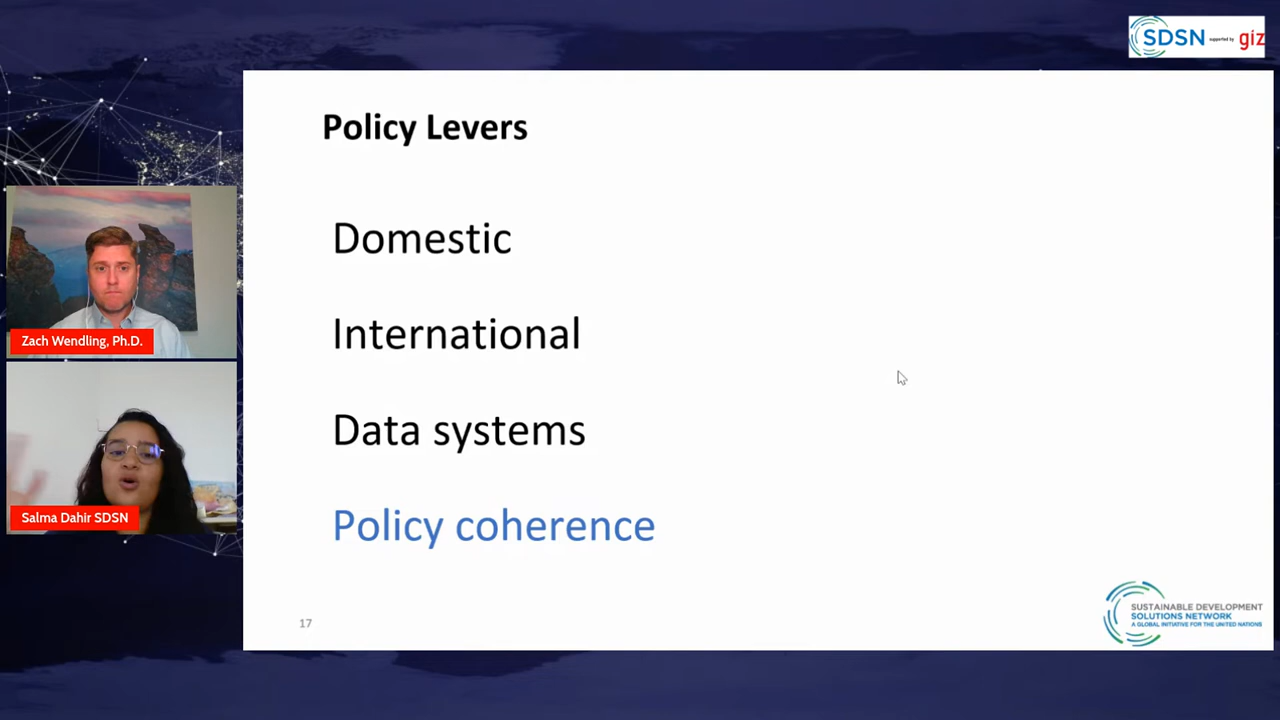 SDSN supported by giz
Policy Levers
Domestic
International
Data systems
Policy coherence
Zach Wendling, Ph.D.
Salma Dahir SDSN
17
SUSTAINABLE DEVELOPMENT
SOLUTIONS NETWORK
A GLOBAL INITIATIVE FOR THE UNITED NATIONS